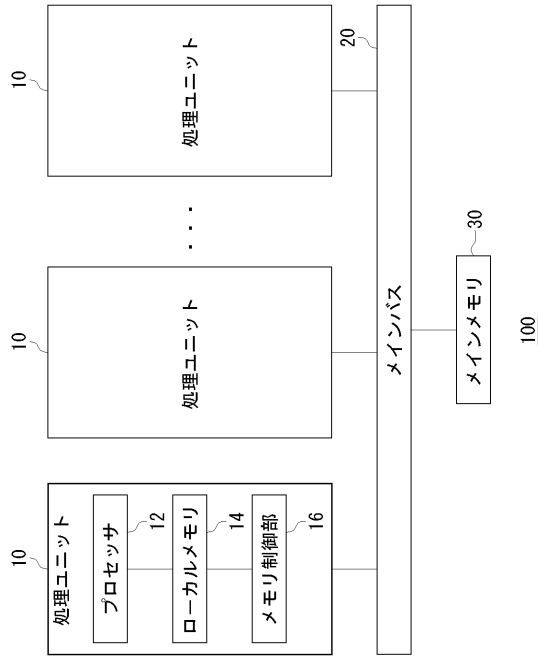 10
10
10
処理ユニット
プロセッサ
12
ローカルメモリ
14
メモリ制御部
16
処理ユニット
・・・
処理ユニット
20
メインバス
メインメモリ
30
100